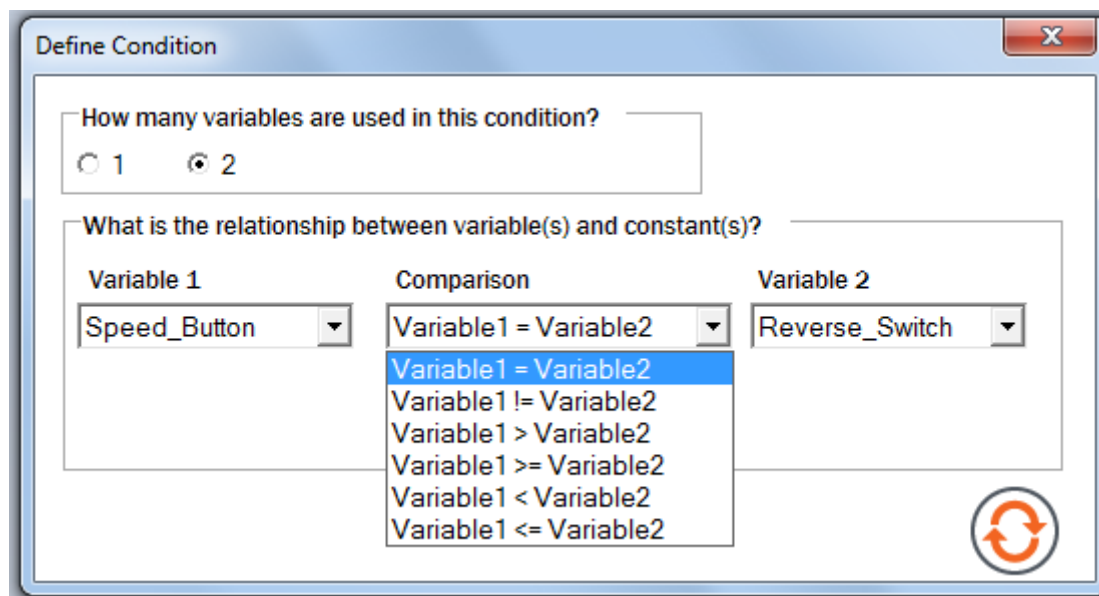 Define Condition
How many variables are used in this condition?
1 2
What is the relationship between variable(s) and constant(s)?
Variable 1 Comparison Variable 2
Speed_Button Variable1 = Variable2 Reverse_Switch
Variable1 = Variable2
Variable1 != Variable2
Variable1 > Variable2
Variable1 >= Variable2
Variable1 < Variable2
Variable1 <= Variable2